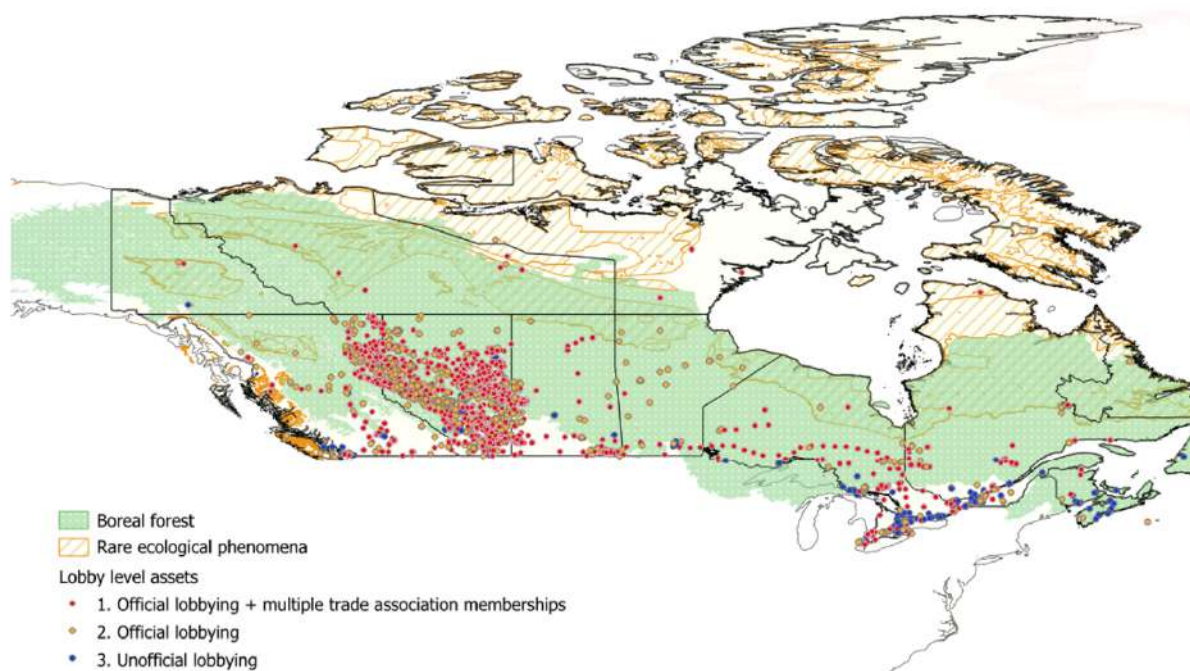 Boreal forest
Rare ecological phenomena
Lobby level assets
1. Official lobbying + multiple trade association memberships
2. Official lobbying
3. Unofficial lobbying